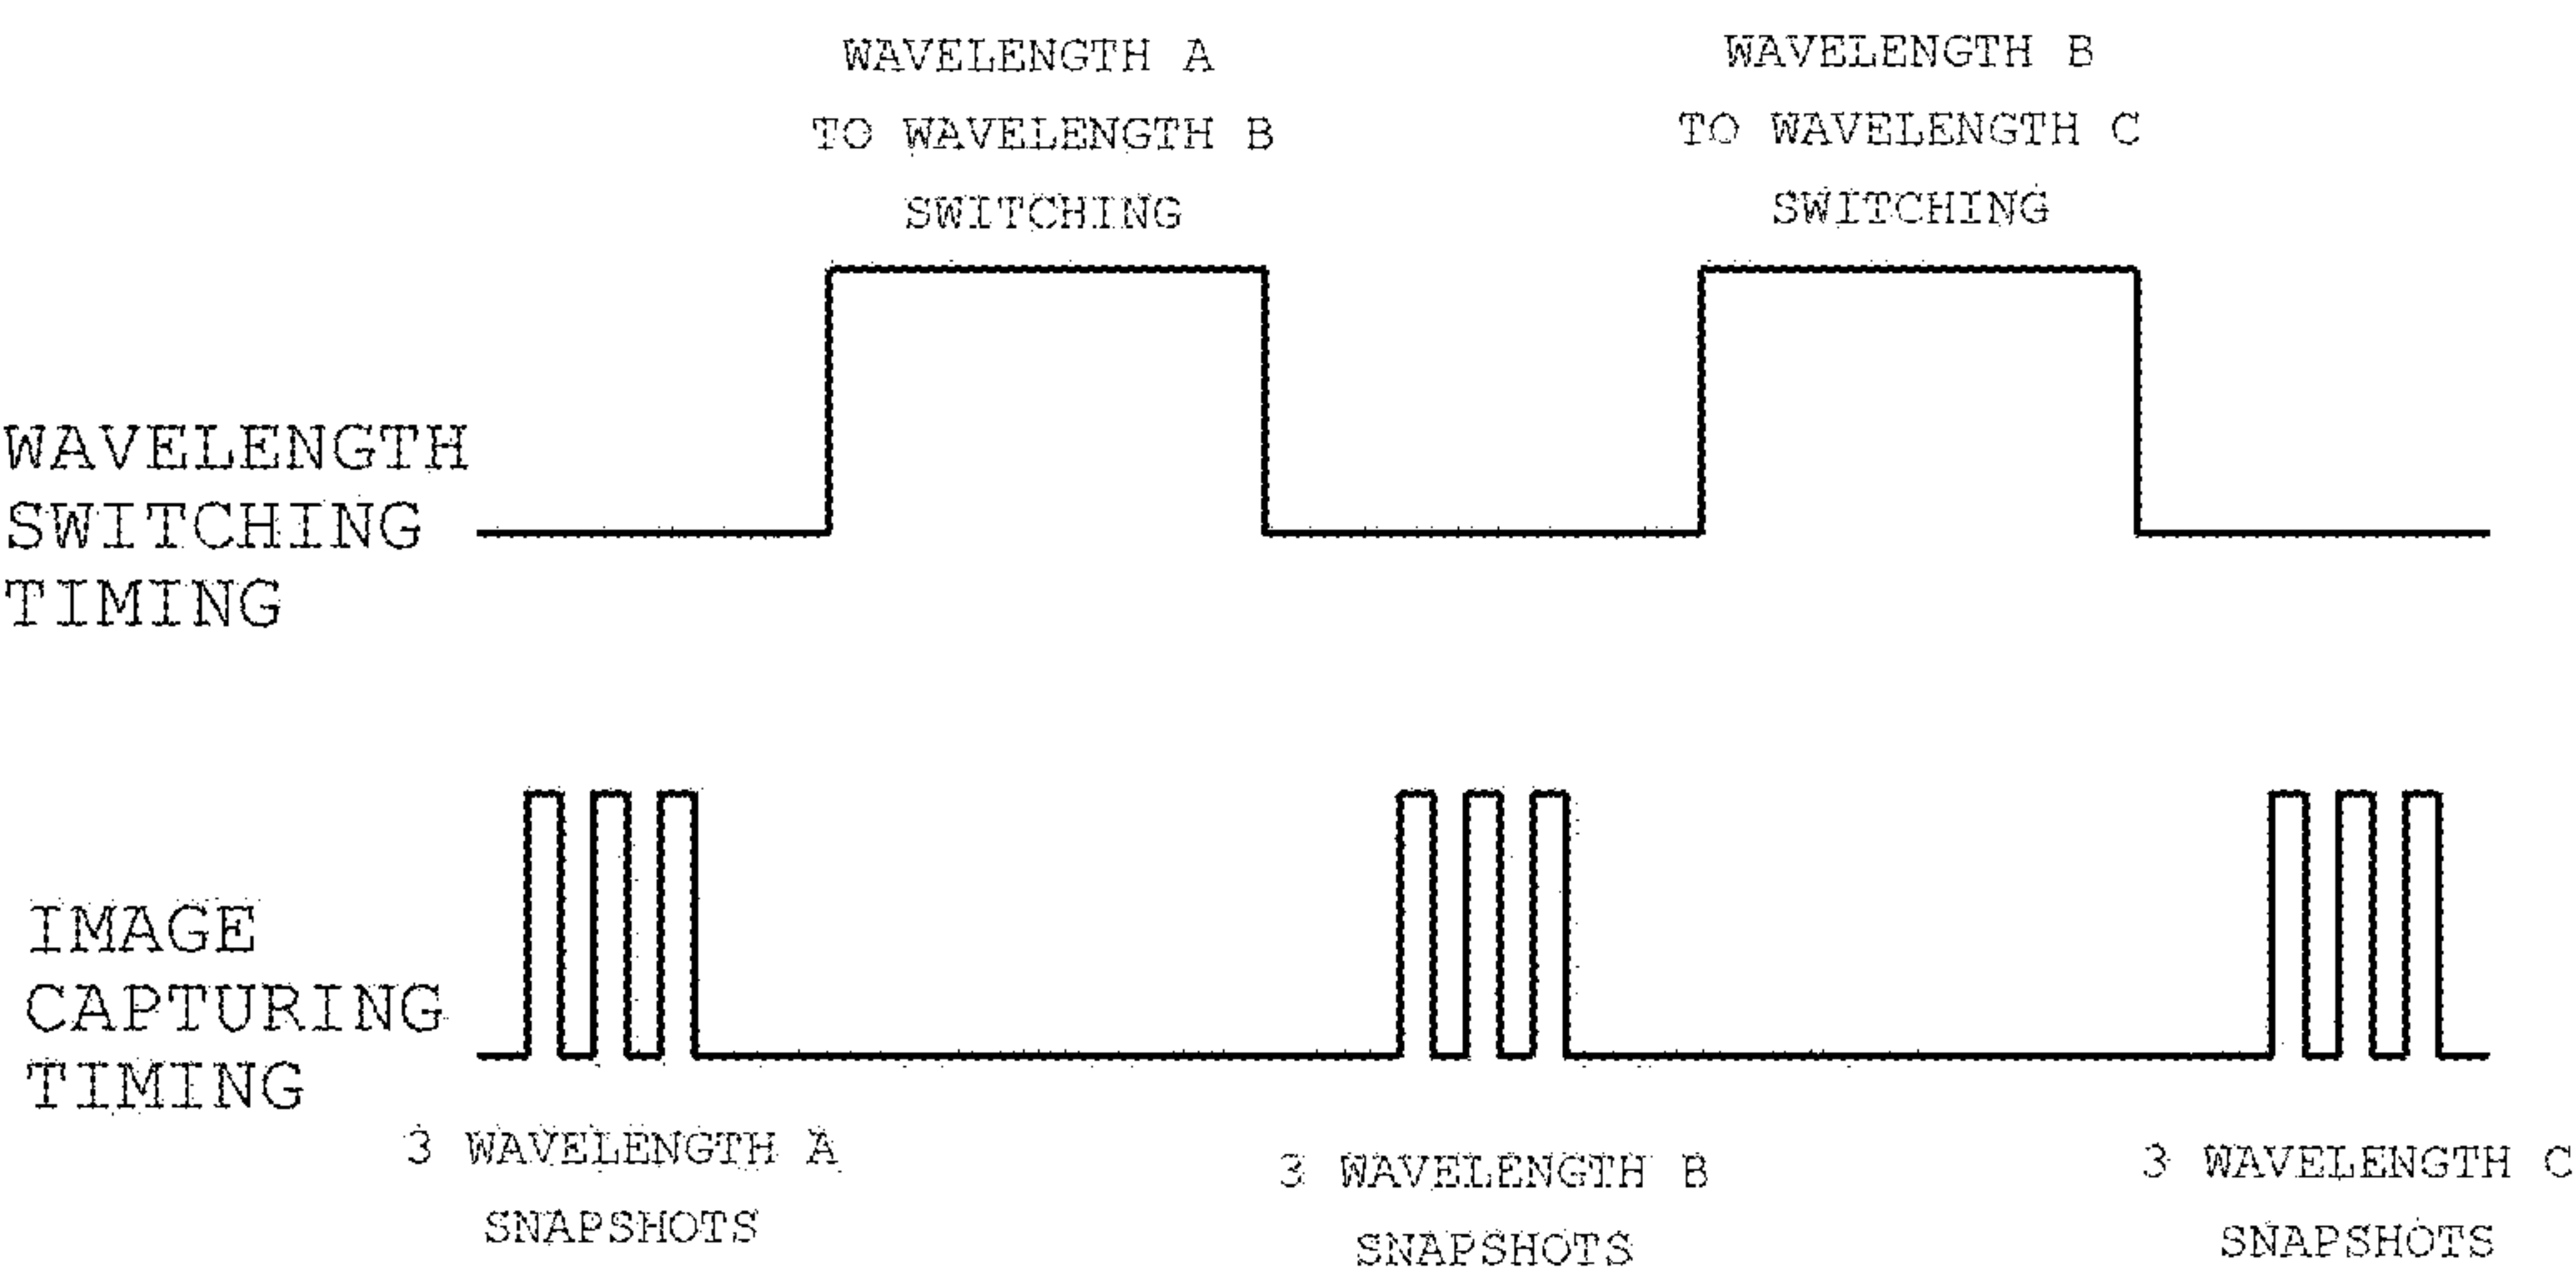 WAVELENGTH A
TO WAVELENGTH B
SWITCHING
WAVELENGTH B
TO WAVELENGTH C
SWITCHING
WAVELENGTH
SWITCHING
TIMING
IMAGE
CAPTURING
TIMING
3 WAVELENGTH A
SNAPSHOTS
3 WAVELENGTH B
SNAPSHOTS
3 WAVELENGTH C
SNAPSHOTS